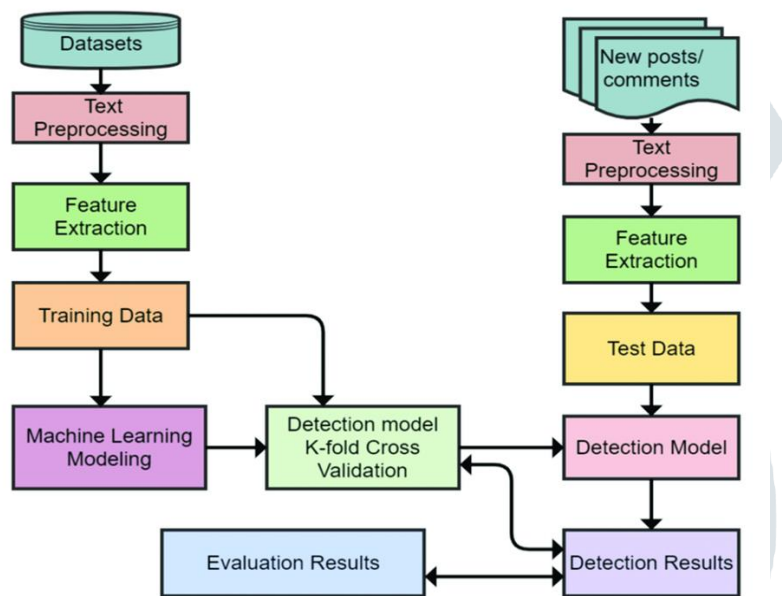 Datasets
Text
Preprocessing
Feature
Extraction
Training Data
Machine Learning
Modeling
Detection model
K-fold Cross
Validation
Evaluation Results
New posts/
comments
Text
Preprocessing
Feature
Extraction
Test Data
Detection Model
Detection Results